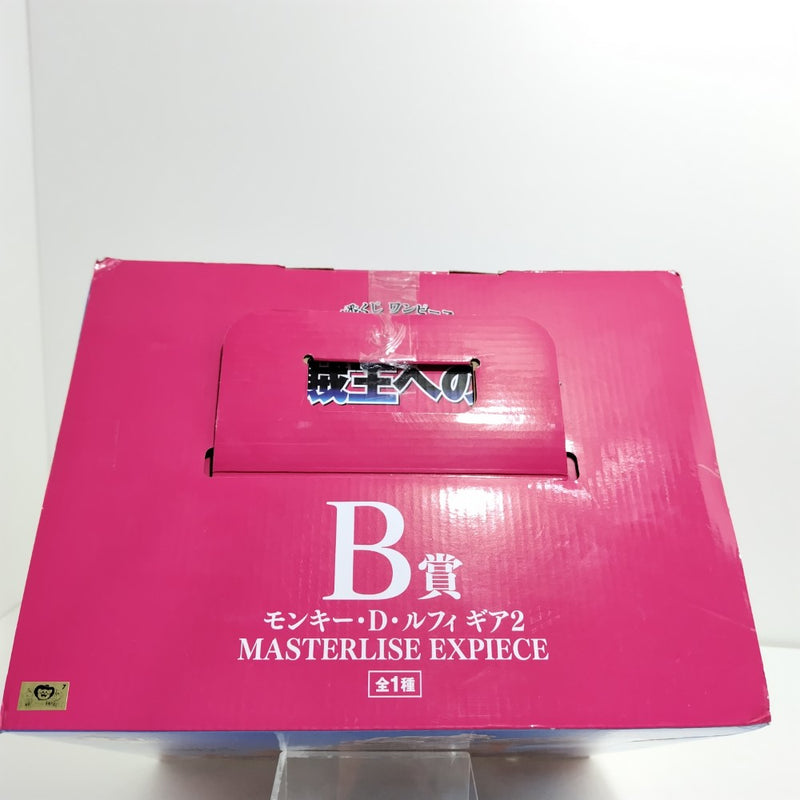 くじ ワンピース
賊王への
B賞
モンキー・D・ルフィ ギア2
MASTERLISE EXPIECE
全1種